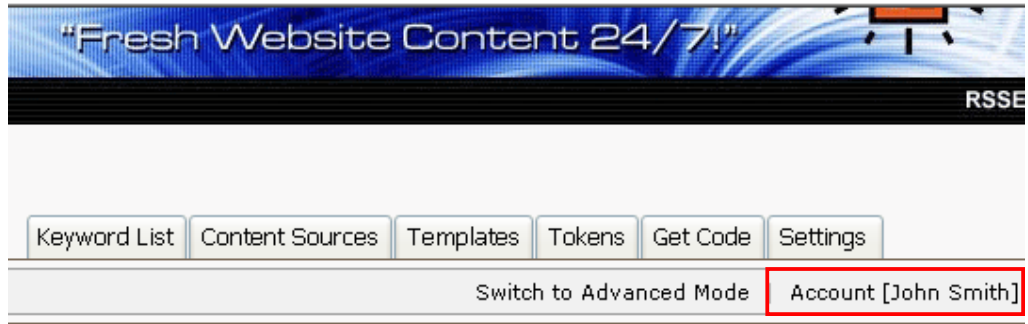 "Fresh Website Content 24/7!"
RSSE
Keyword List Content Sources Templates Tokens Get Code Settings
Switch to Advanced Mode | Account [John Smith]